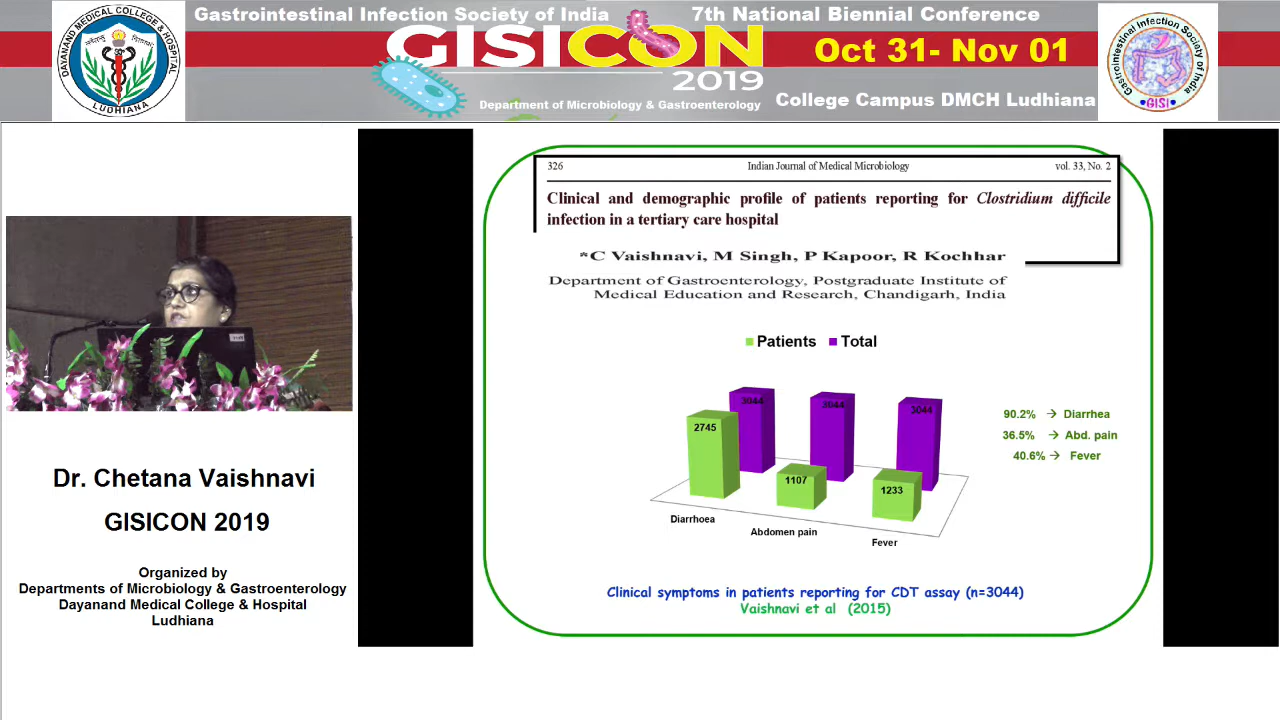 Gastrointestinal Infection Society of India
7th National Biennial Conference
GISICON
2019
Oct 31- Nov 01
Department of Microbiology & Gastroenterology
College Campus DMCH Ludhiana
DAYANAND MEDICAL COLLEGE & HOSPITAL
LUDHIANA
Gastrointestinal Infection Society of India
GISI
326
Indian Journal of Medical Microbiology
vol. 33, No. 2
Clinical and demographic profile of patients reporting for Clostridium difficile
infection in a tertiary care hospital
*C Vaishnavi, M Singh, P Kapoor, R Kochhar
Department of Gastroenterology, Postgraduate Institute of
Medical Education and Research, Chandigarh, India
Patients Total
3044
3044
3044
2745
1107
1233
Diarrhoea
Abdomen pain
Fever
90.2% → Diarrhea
36.5% → Abd. pain
40.6% → Fever
Clinical symptoms in patients reporting for CDT assay (n=3044)
Vaishnavi et al (2015)
Dr. Chetana Vaishnavi
GISICON 2019
Organized by
Departments of Microbiology & Gastroenterology
Dayanand Medical College & Hospital
Ludhiana